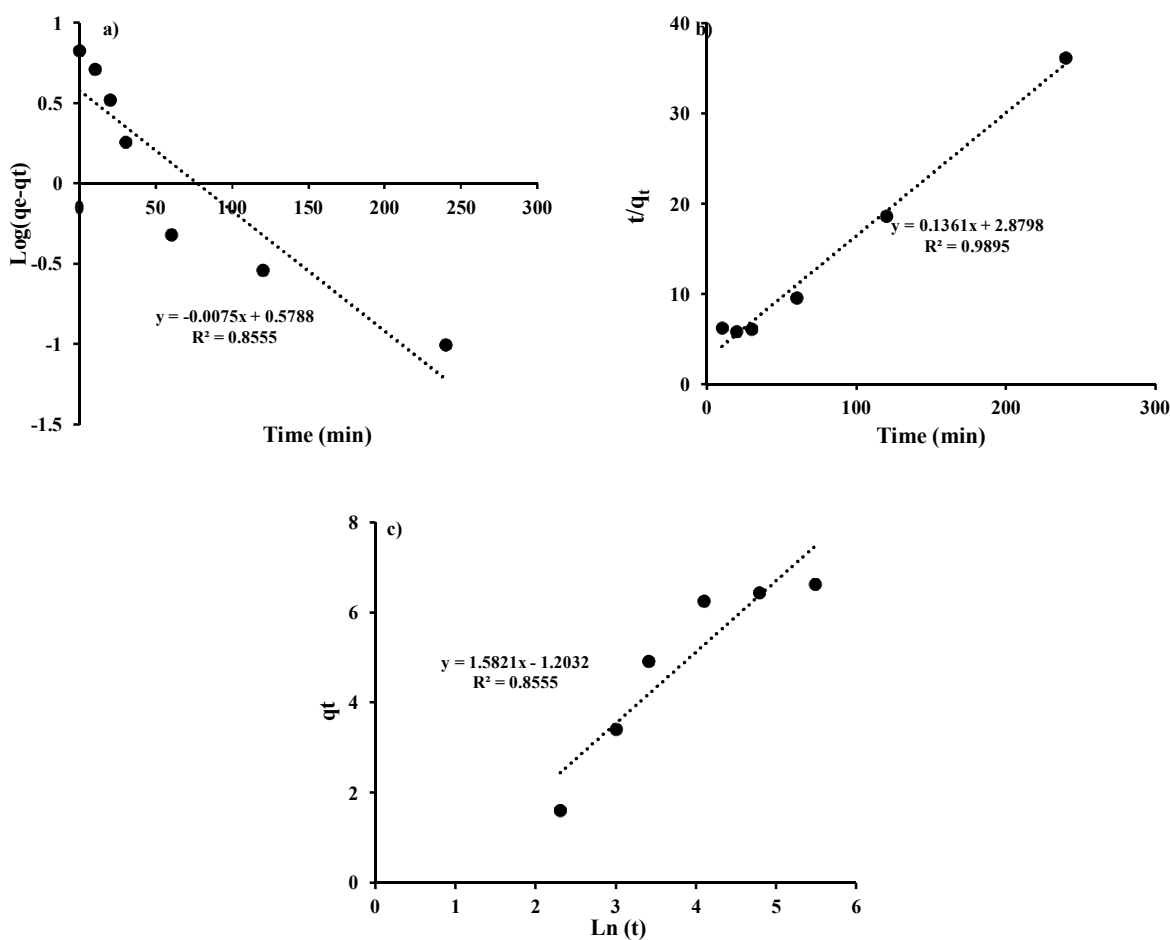 a)
1
0.5
0
-0.5
-1
-1.5
0
50
100
150
200
250
300
Log(qe-qt)
y = -0.0075x + 0.5788
R² = 0.8555
Time (min)
b)
40
30
20
10
0
0
100
200
300
t/qt
y = 0.1361x + 2.8798
R² = 0.9895
Time (min)
c)
8
6
4
2
0
0
1
2
3
4
5
6
qt
y = 1.5821x - 1.2032
R² = 0.8555
Ln (t)